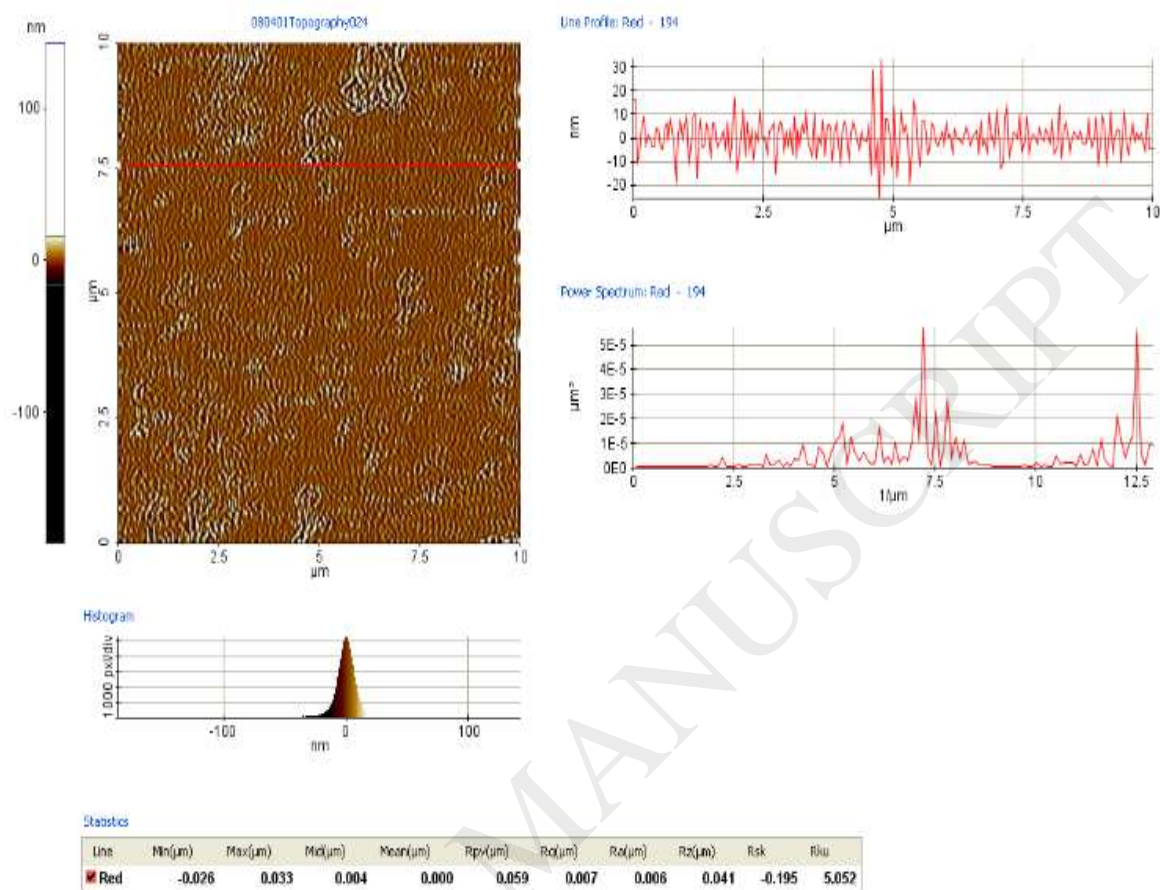 nm
100
0
-100
080401Topography024
10
7.5
5
2.5
0
µm
0
2.5
5
7.5
10
µm
Line Profile: Red - 194
30
20
10
0
-10
-20
nm
0
2.5
5
7.5
10
µm
Power Spectrum: Red - 194
5E-5
4E-5
3E-5
2E-5
1E-5
0E0
µm²
0
2.5
5
7.5
10
12.5
1/µm
Histogram
1000 pxl/div
-100
0
100
nm
Statistics
Line Min(µm) Max(µm) Mid(µm) Mean(µm) Rpv(µm) Rq(µm) Ra(µm) Rz(µm) Rsk Rku
Red -0.026 0.033 0.004 0.000 0.059 0.007 0.006 0.041 -0.195 5.052
MANUSCRIPT